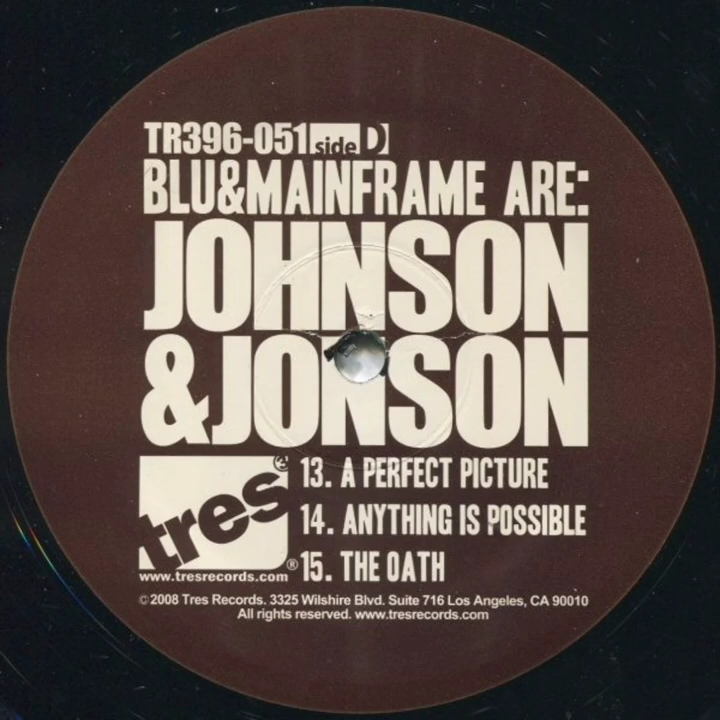 TR396-051 side D
BLU&MAINFRAME ARE:
JOHNSON
&JONSON
tres
13. A PERFECT PICTURE
14. ANYTHING IS POSSIBLE
15. THE OATH
®
www.tresrecords.com
©2008 Tres Records. 3325 Wilshire Blvd. Suite 716 Los Angeles, CA 90010
All rights reserved. www.tresrecords.com